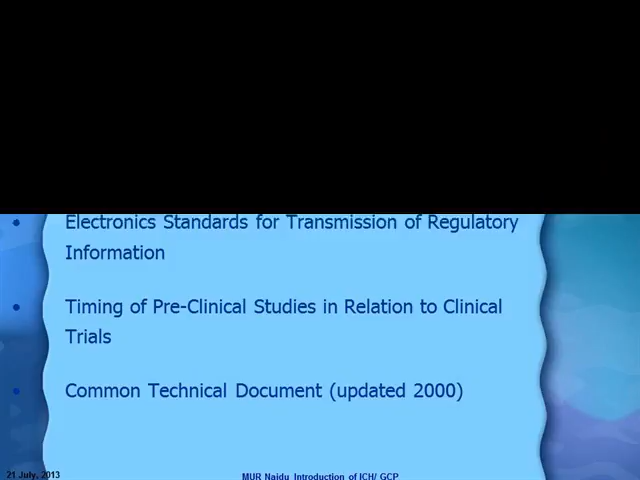 • Electronics Standards for Transmission of Regulatory
Information
• Timing of Pre-Clinical Studies in Relation to Clinical
Trials
• Common Technical Document (updated 2000)
21 July, 2013
MUR Naidu Introduction of ICH/ GCP